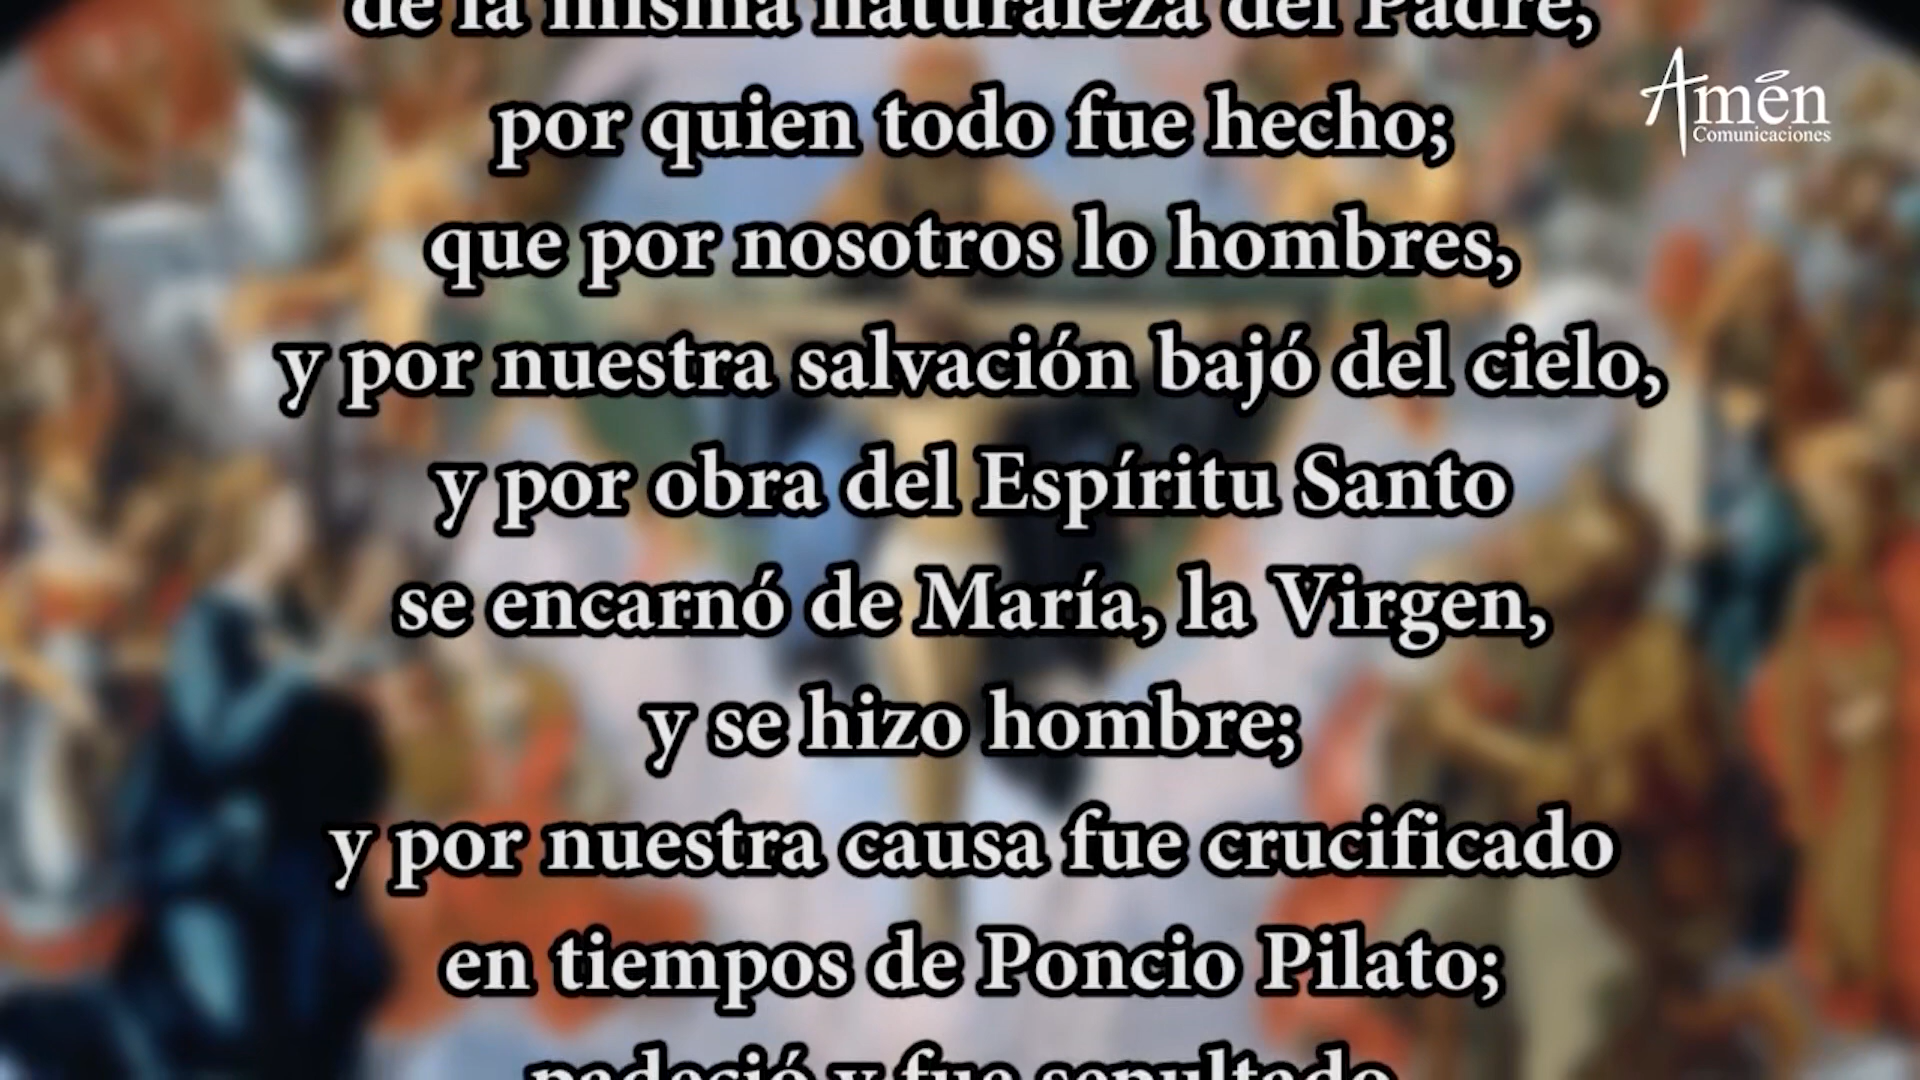 de la misma naturaleza del Padre,
Amén
Comunicaciones
por quien todo fue hecho;
que por nosotros lo hombres,
y por nuestra salvación bajó del cielo,
y por obra del Espíritu Santo
se encarnó de María, la Virgen,
y se hizo hombre;
y por nuestra causa fue crucificado
en tiempos de Poncio Pilato;
padeció y fue sepultado